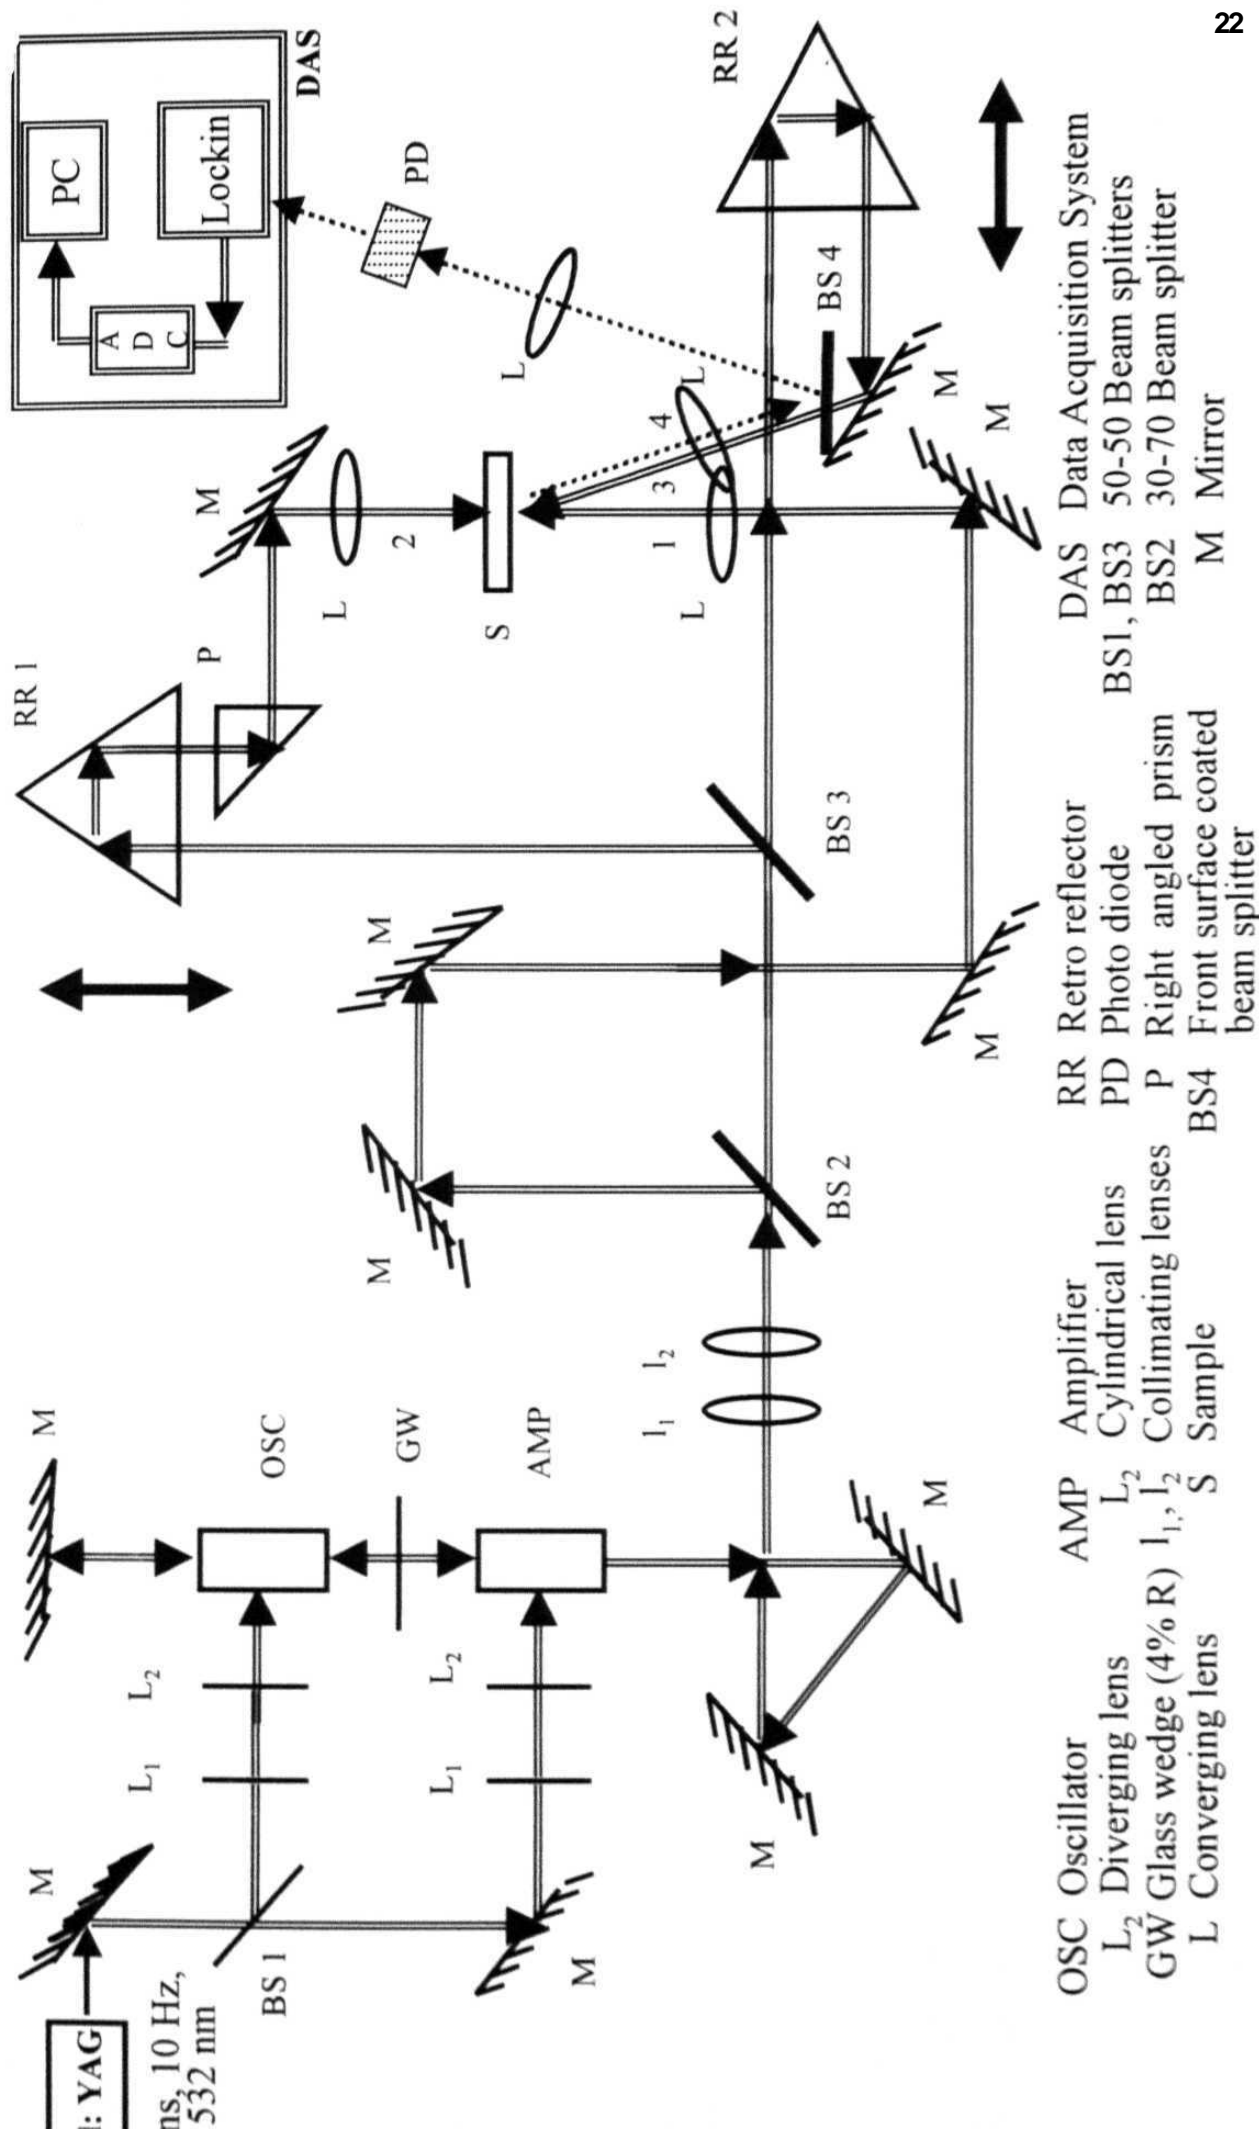 22
: YAG
ns, 10 Hz,
532 nm
M
BS 1
M
L₁
L₂
L₁
L₂
M
OSC
GW
AMP
M
M
l₁
l₂
BS 2
M
M
BS 3
M
RR 1
P
M
L
2
S
L
1
3
4
L
M
M
BS 4
RR 2
L
PD
DAS
PC
A
D
C
Lockin
OSC Oscillator
L₂ Diverging lens
GW Glass wedge (4% R)
L Converging lens
AMP Amplifier
L₂ Cylindrical lens
l₁,, l₂ Collimating lenses
S Sample
RR Retro reflector
PD Photo diode
P Right angled prism
BS4 Front surface coated
beam splitter
DAS Data Acquisition System
BS1, BS3 50-50 Beam splitters
BS2 30-70 Beam splitter
M Mirror